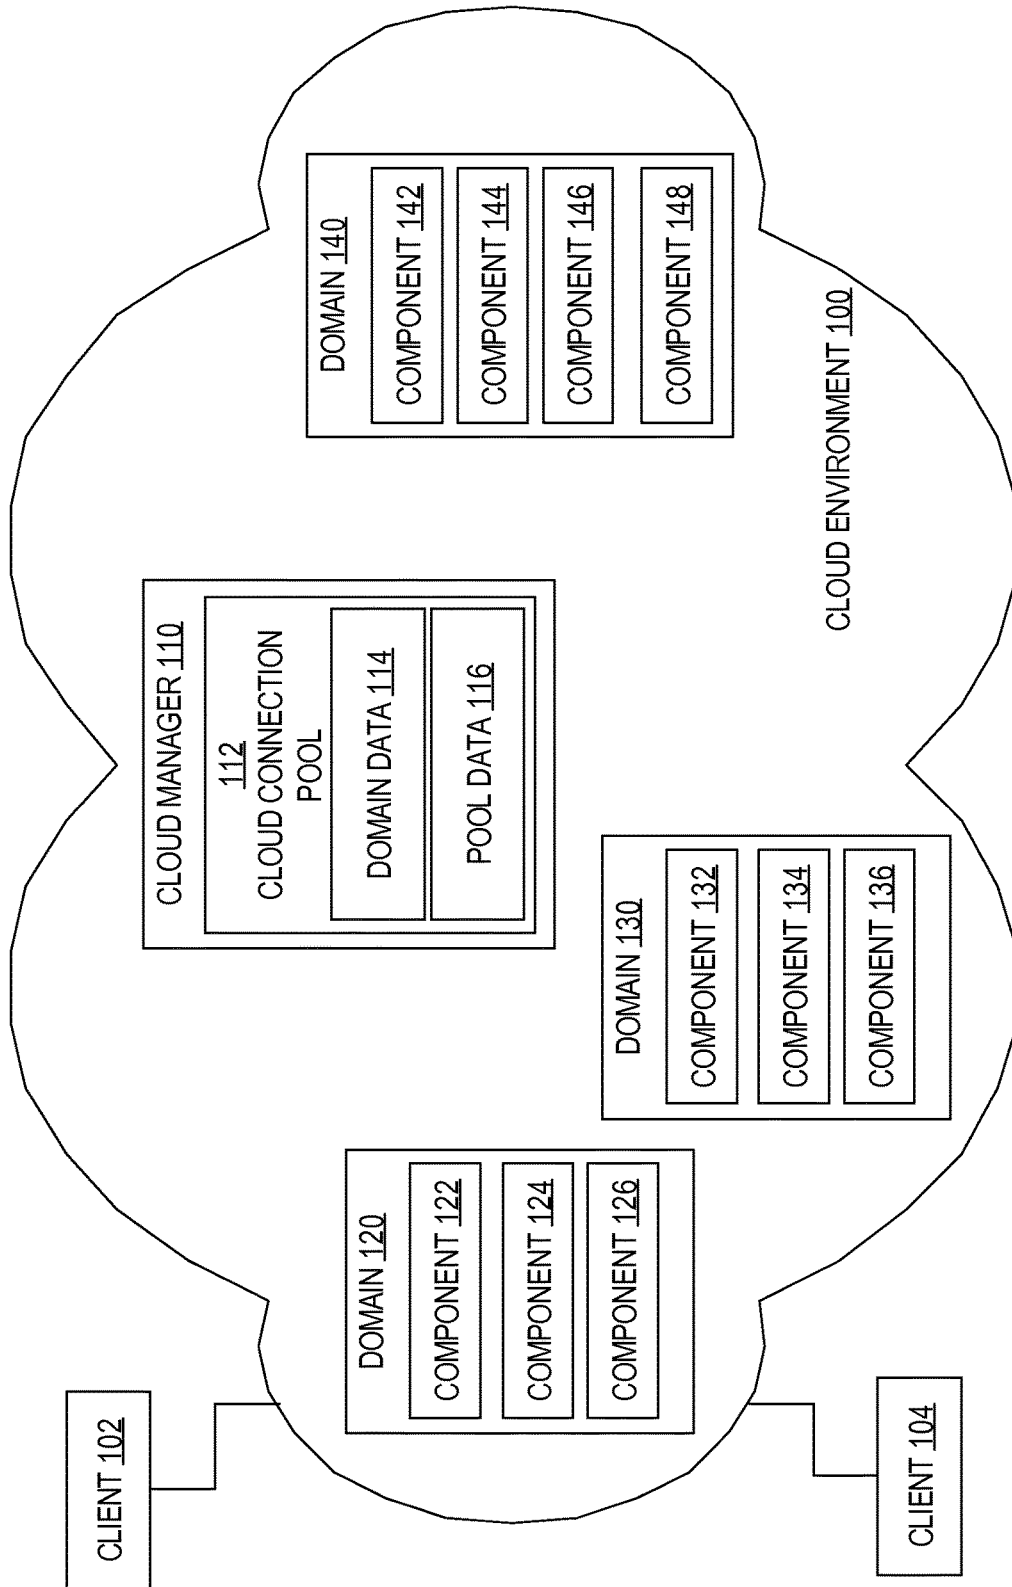 CLIENT 102
CLIENT 104
DOMAIN 120
COMPONENT 122
COMPONENT 124
COMPONENT 126
DOMAIN 130
COMPONENT 132
COMPONENT 134
COMPONENT 136
CLOUD MANAGER 110
112
CLOUD CONNECTION
POOL
DOMAIN DATA 114
POOL DATA 116
DOMAIN 140
COMPONENT 142
COMPONENT 144
COMPONENT 146
COMPONENT 148
CLOUD ENVIRONMENT 100